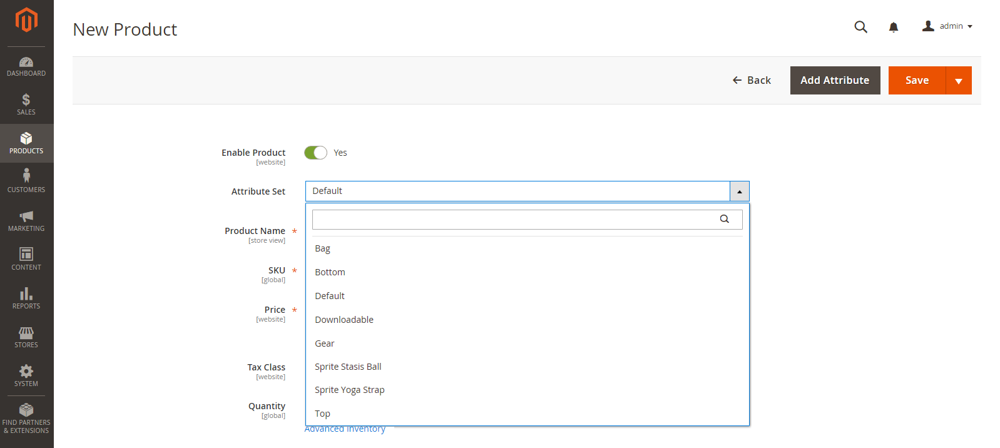 New Product
admin
Back
Add Attribute
Save
DASHBOARD
SALES
PRODUCTS
CUSTOMERS
MARKETING
CONTENT
REPORTS
STORES
SYSTEM
FIND PARTNERS
& EXTENSIONS
Enable Product
[website]
Yes
Attribute Set
Default
Product Name *
[store view]
SKU *
[global]
Price *
[website]
Tax Class
[website]
Quantity
[global]
Bag
Bottom
Default
Downloadable
Gear
Sprite Stasis Ball
Sprite Yoga Strap
Top
Advanced Inventory